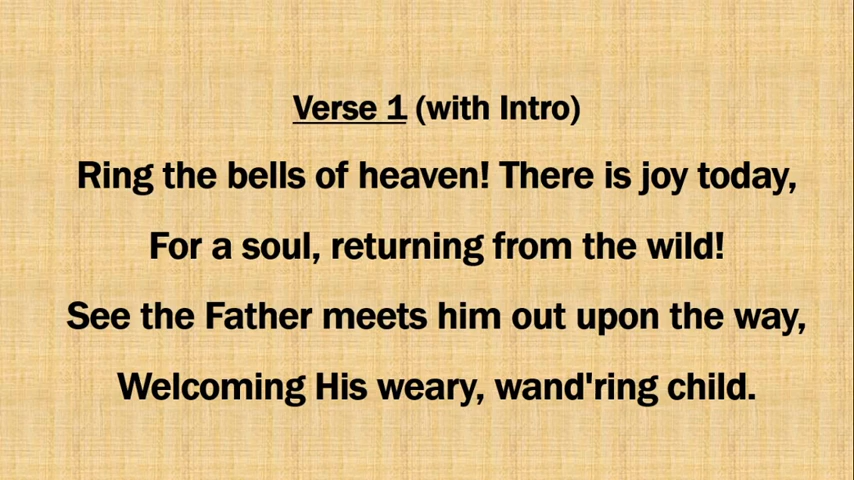 Verse 1 (with Intro)
Ring the bells of heaven! There is joy today,
For a soul, returning from the wild!
See the Father meets him out upon the way,
Welcoming His weary, wand'ring child.